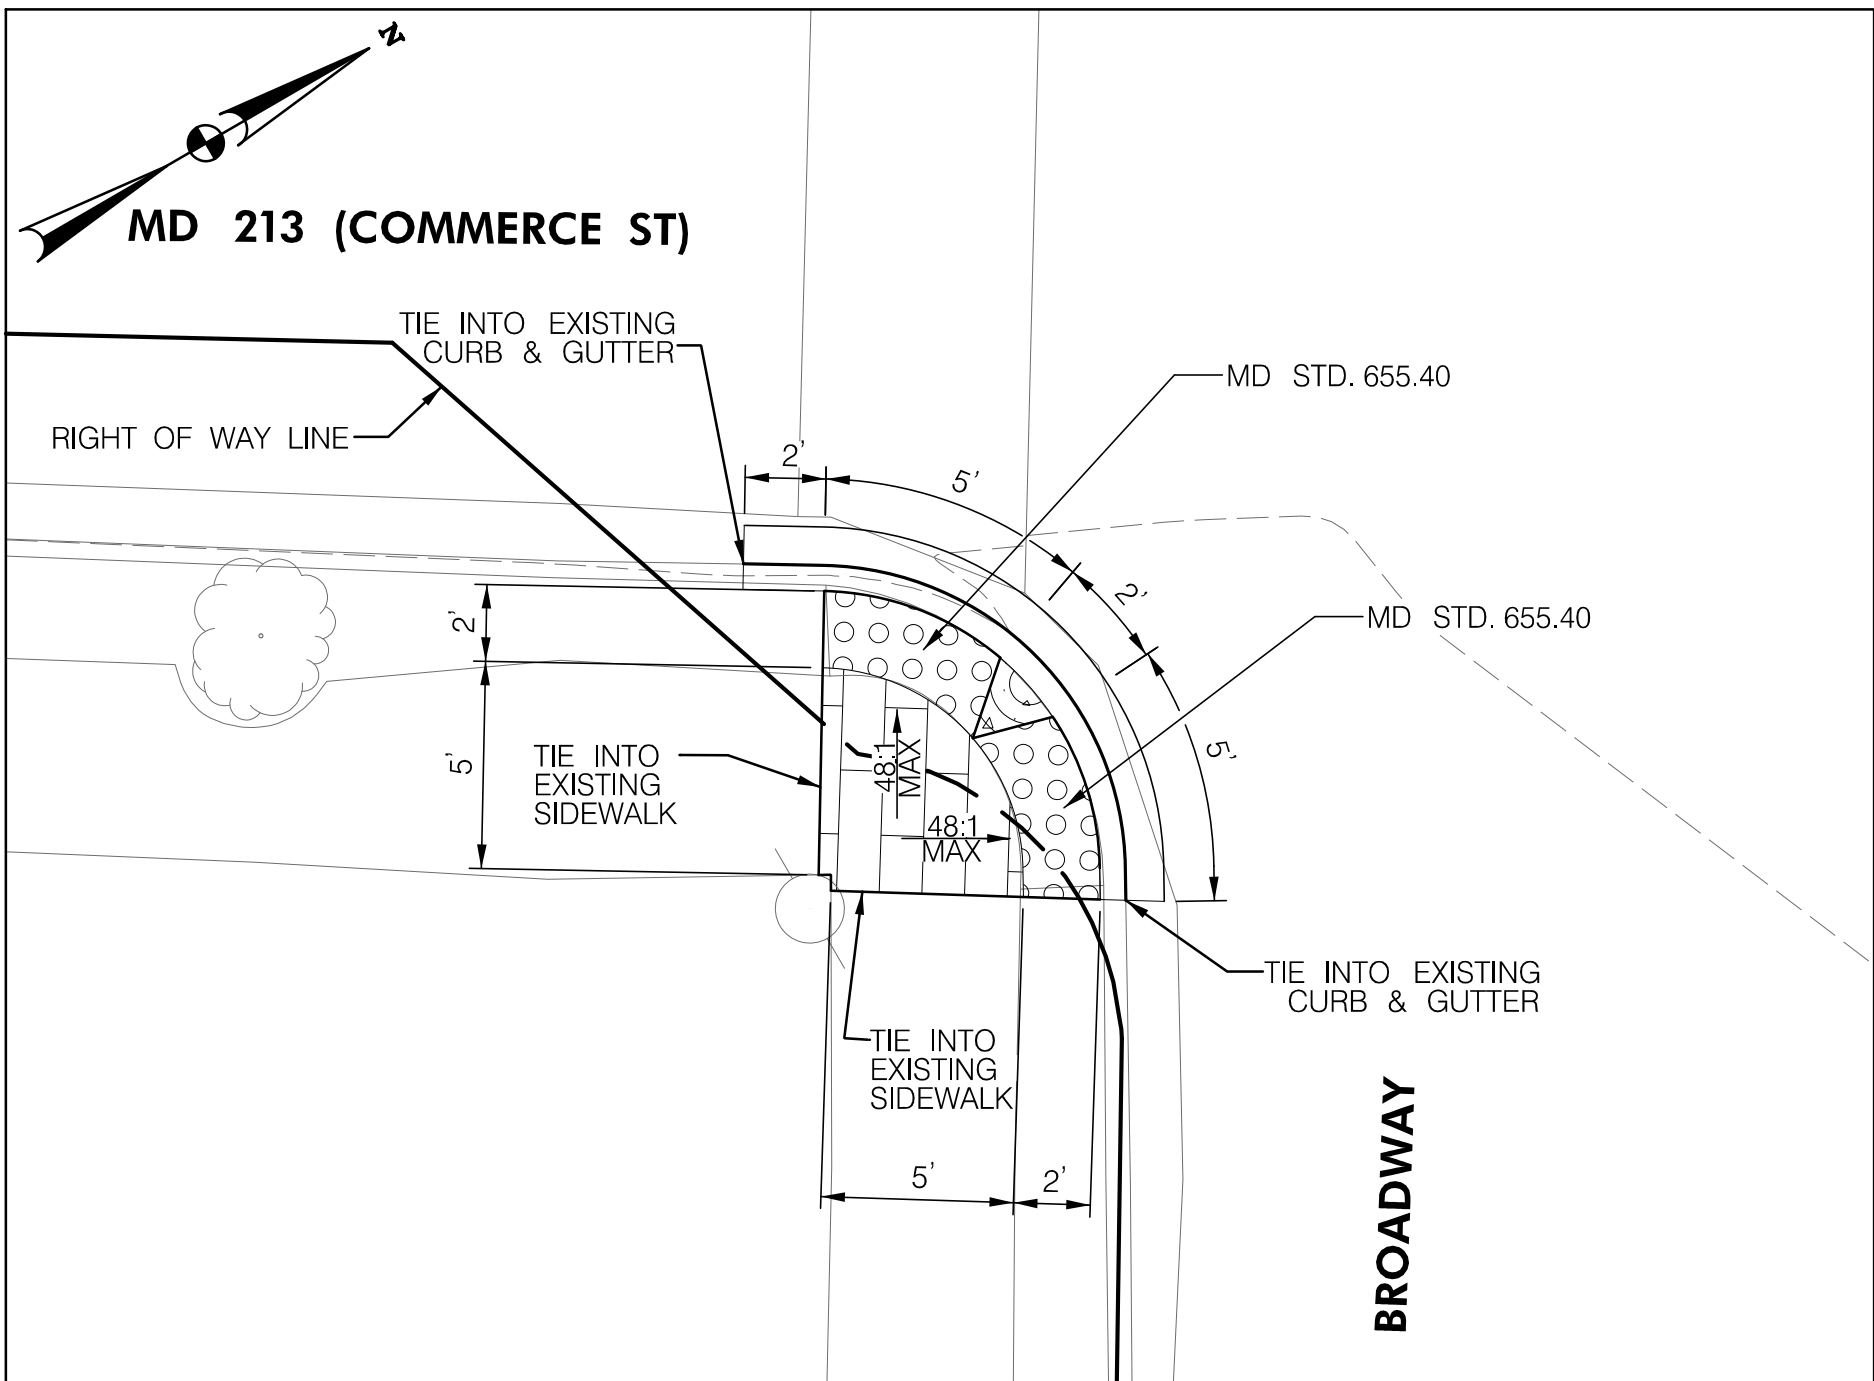 N
MD 213 (COMMERCE ST)
TIE INTO EXISTING
CURB & GUTTER
MD STD. 655.40
RIGHT OF WAY LINE
2'
5'
2'
5'
MD STD. 655.40
2'
5'
TIE INTO
EXISTING
SIDEWALK
48:1
MAX
48:1
MAX
TIE INTO EXISTING
CURB & GUTTER
TIE INTO
EXISTING
SIDEWALK
5'
2'
BROADWAY